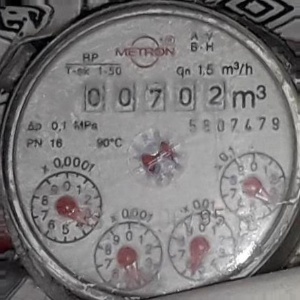 METRON
A V
B-H
BP
T-ek 1-50
qn 1,5 m³/h
00702 m³
Δp 0,1 MPa
5807479
PN 16
90°C
x 0,0001
x 0,1
x 0,001
x 0,01